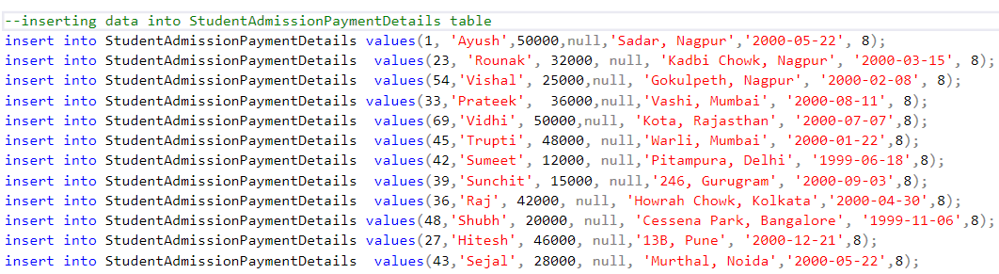 --inserting data into StudentAdmissionPaymentDetails table
insert into StudentAdmissionPaymentDetails values(1, 'Ayush',50000,null,'Sadar, Nagpur','2000-05-22', 8);
insert into StudentAdmissionPaymentDetails  values(23, 'Rounak', 32000, null, 'Kadbi Chowk, Nagpur', '2000-03-15', 8);
insert into StudentAdmissionPaymentDetails  values(54,'Vishal', 25000,null, 'Gokulpeth, Nagpur', '2000-02-08', 8);
insert into StudentAdmissionPaymentDetails values(33,'Prateek',  36000,null,'Vashi, Mumbai', '2000-08-11', 8);
insert into StudentAdmissionPaymentDetails  values(69,'Vidhi', 50000,null, 'Kota, Rajasthan', '2000-07-07',8);
insert into StudentAdmissionPaymentDetails  values(45,'Trupti', 48000, null,'Warli, Mumbai', '2000-01-22',8);
insert into StudentAdmissionPaymentDetails  values(42,'Sumeet', 12000, null,'Pitampura, Delhi', '1999-06-18',8);
insert into StudentAdmissionPaymentDetails  values(39,'Sunchit', 15000, null,'246, Gurugram', '2000-09-03',8);
insert into StudentAdmissionPaymentDetails  values(36,'Raj', 42000, null, 'Howrah Chowk, Kolkata','2000-04-30',8);
insert into StudentAdmissionPaymentDetails  values(48,'Shubh', 20000, null, 'Cessena Park, Bangalore', '1999-11-06',8);
insert into StudentAdmissionPaymentDetails  values(27,'Hitesh', 46000, null,'13B, Pune', '2000-12-21',8);
insert into StudentAdmissionPaymentDetails  values(43,'Sejal', 28000, null, 'Murthal, Noida','2000-05-22',8);